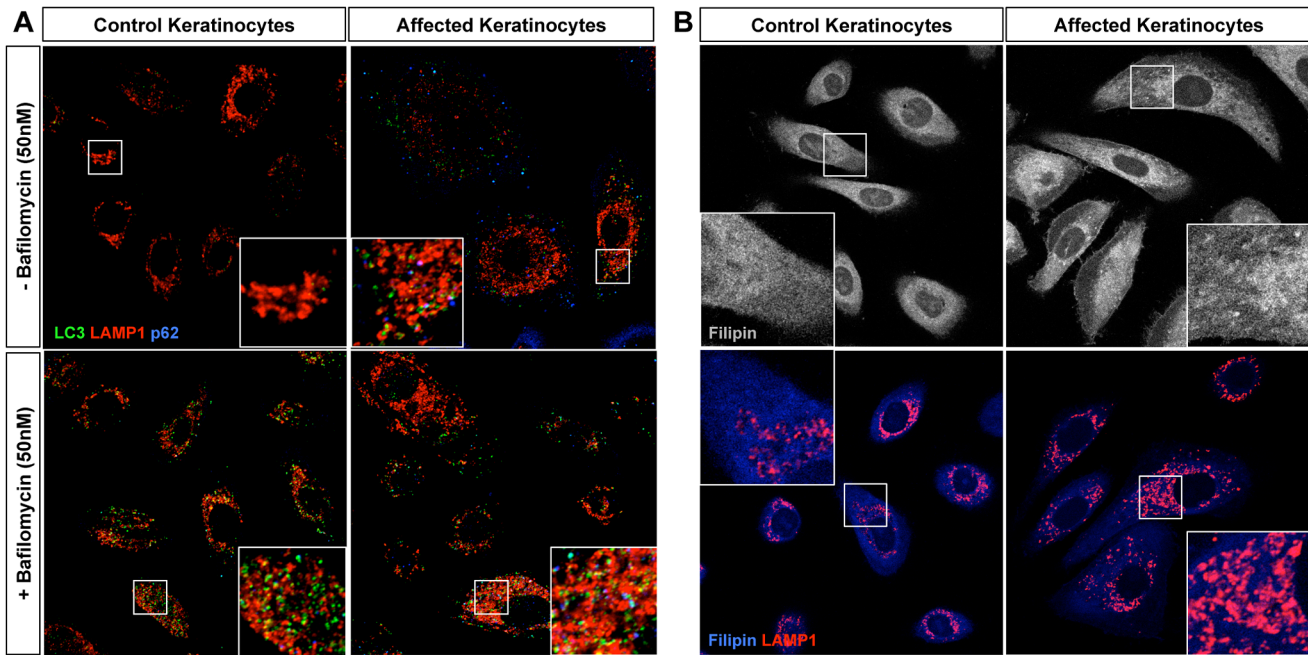 A
Control Keratinocytes
Affected Keratinocytes
- Bafilomycin (50nM)
LC3 LAMP1 p62
+ Bafilomycin (50nM)
B
Control Keratinocytes
Affected Keratinocytes
Filipin
Filipin LAMP1